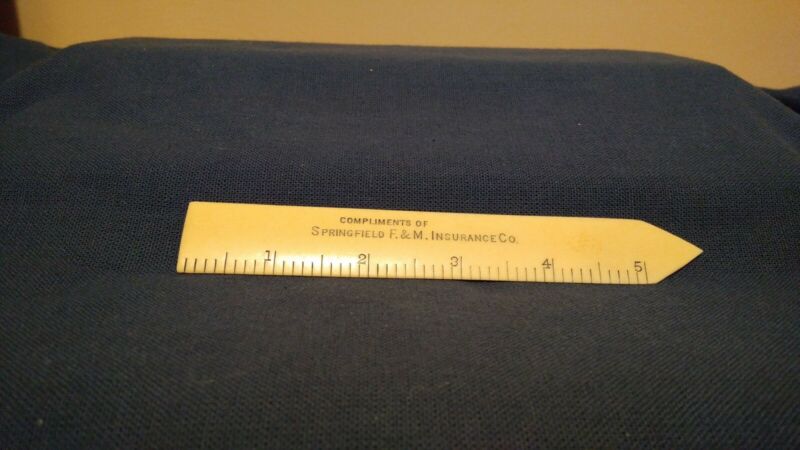 COMPLIMENTS OF
SPRINGFIELD F. & M. INSURANCE CO.
1 2 3 4 5